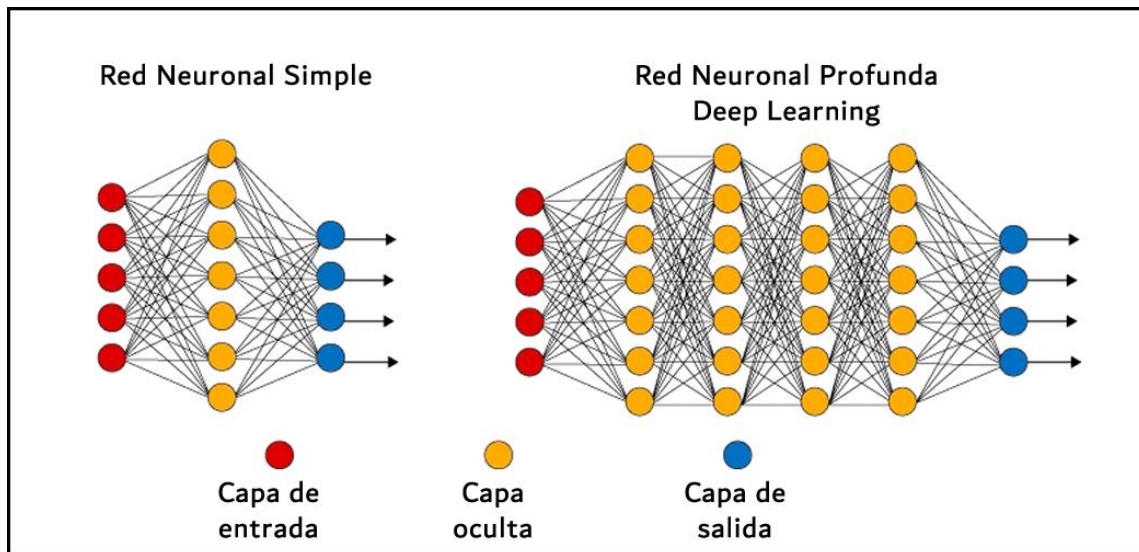 Red Neuronal Simple
Red Neuronal Profunda
Deep Learning
Capa de
entrada
Capa
oculta
Capa de
salida